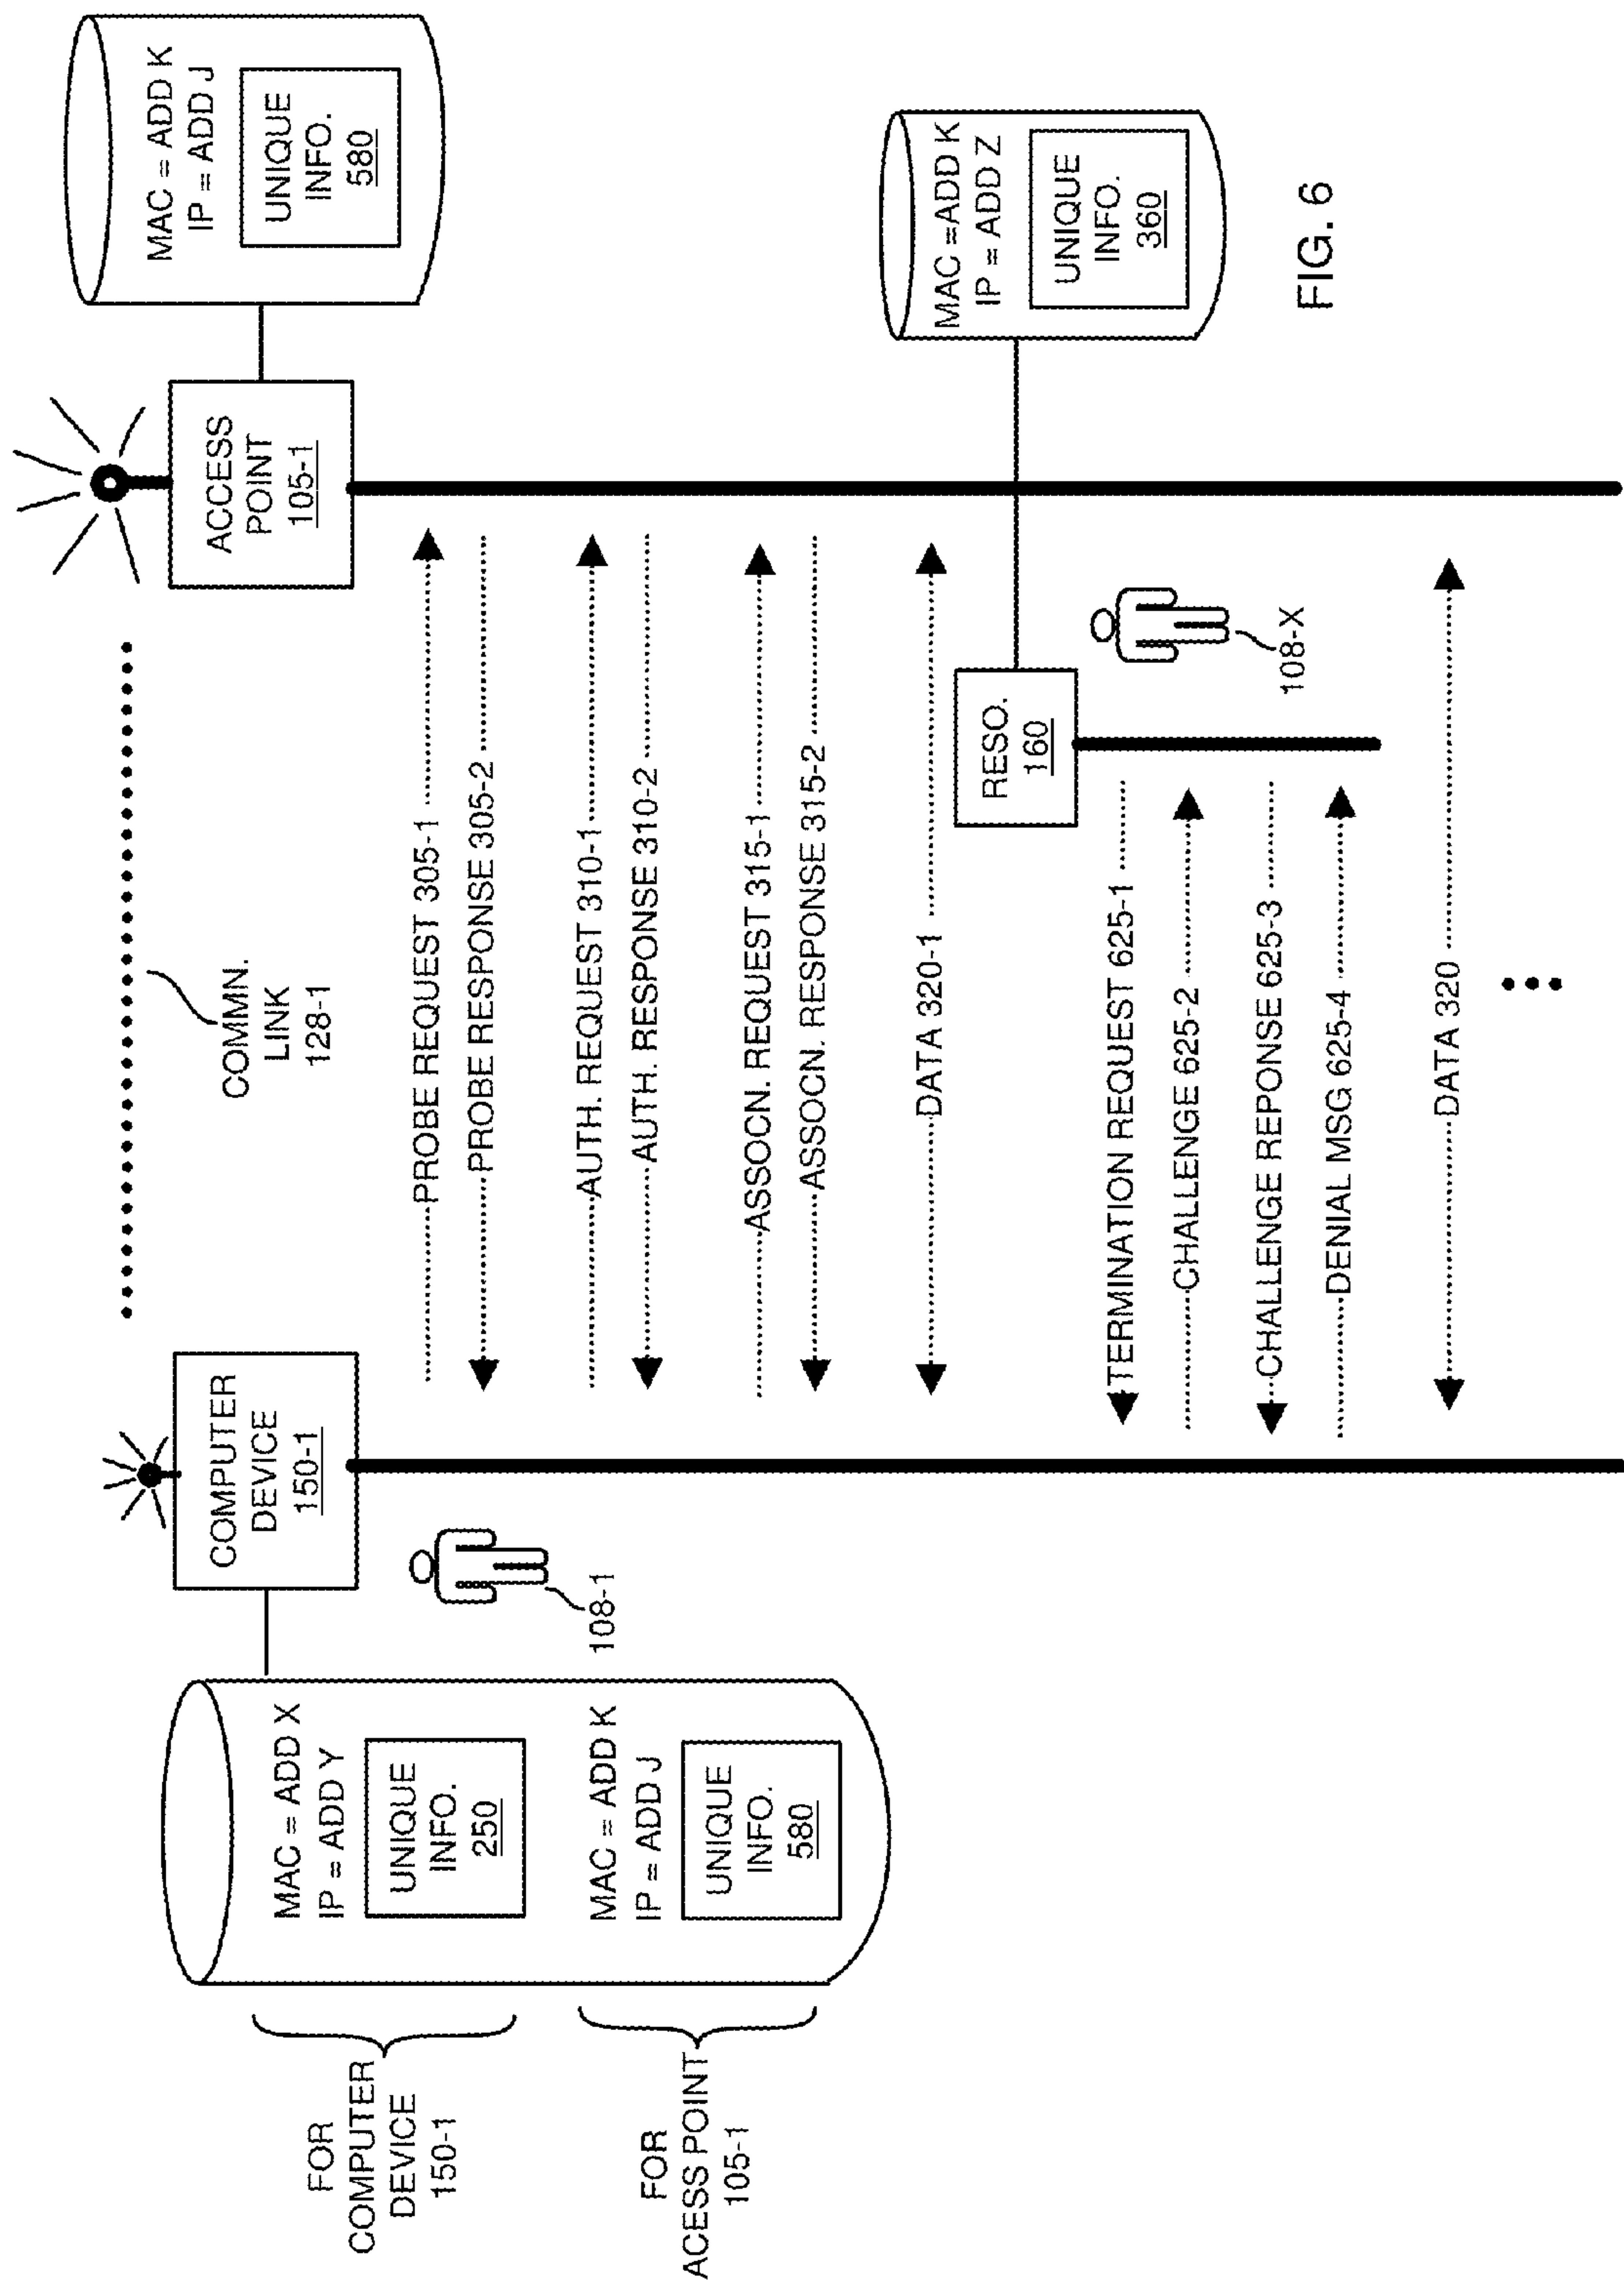 COMPUTER
DEVICE
150-1
COMMN.
LINK
128-1
ACCESS
POINT
105-1
MAC = ADD K
IP = ADD J
UNIQUE
INFO.
580
FOR
COMPUTER
DEVICE
150-1
MAC = ADD X
IP = ADD Y
UNIQUE
INFO.
250
FOR
ACESS POINT
105-1
MAC = ADD K
IP = ADD J
UNIQUE
INFO.
580
108-1
PROBE REQUEST 305-1
PROBE RESPONSE 305-2
AUTH. REQUEST 310-1
AUTH. RESPONSE 310-2
ASSOCN. REQUEST 315-1
ASSOCN. RESPONSE 315-2
DATA 320-1
RESO.
160
MAC =ADD K
IP = ADD Z
UNIQUE
INFO.
360
108-X
TERMINATION REQUEST 625-1
CHALLENGE 625-2
CHALLENGE REPONSE 625-3
DENIAL MSG 625-4
DATA 320
FIG. 6